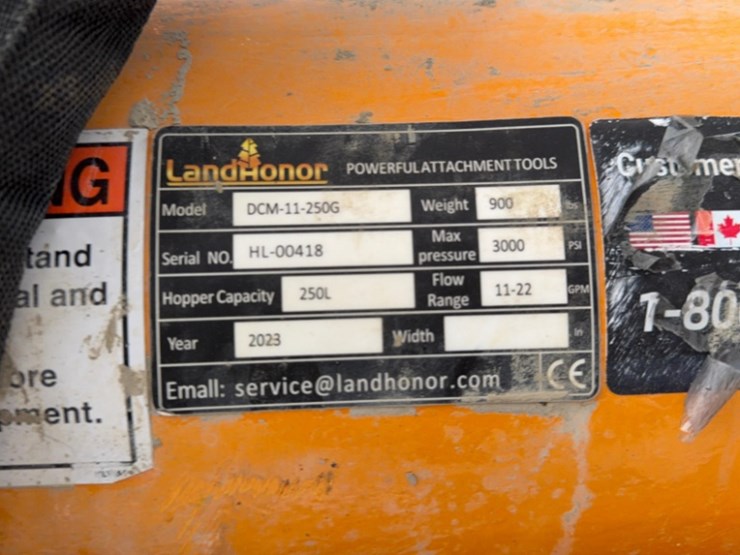 LANDHONOR POWERFUL ATTACHMENT TOOLS
Model DCM-11-250G Weight 900 lbs
Serial NO. HL-00418 Max pressure 3000 PSI
Hopper Capacity 250L Flow Range 11-22 GPM
Year 2023 Width In
Email: service@landhonor.com CE
NG
tand
al and
ore
pment.
Customer
1-80